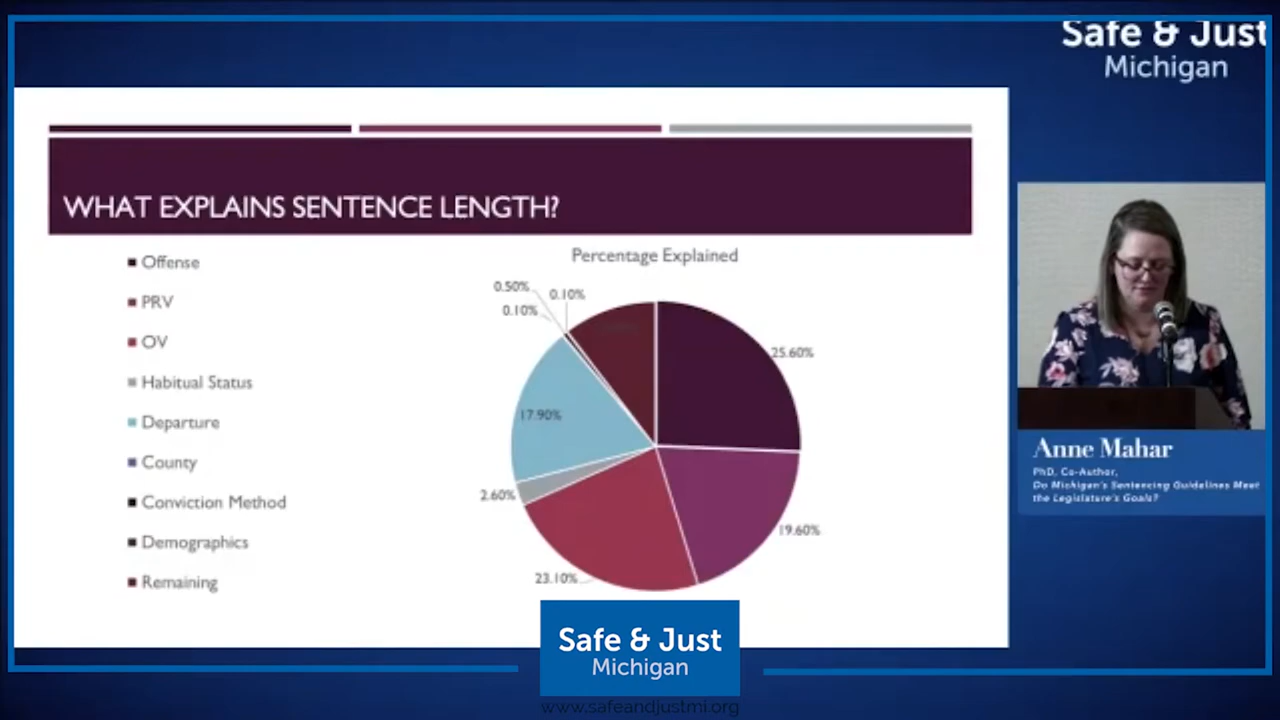 Safe & Just
Michigan
WHAT EXPLAINS SENTENCE LENGTH?
Offense
PRV
OV
Habitual Status
Departure
County
Conviction Method
Demographics
Remaining
Percentage Explained
0.50%
0.10%
0.10%
25.60%
17.90%
2.60%
19.60%
23.10%
Anne Mahar
PhD, Co-Author,
Do Michigan's Sentencing Guidelines Meet
the Legislature's Goals?
Safe & Just
Michigan
www.safeandjustmi.org